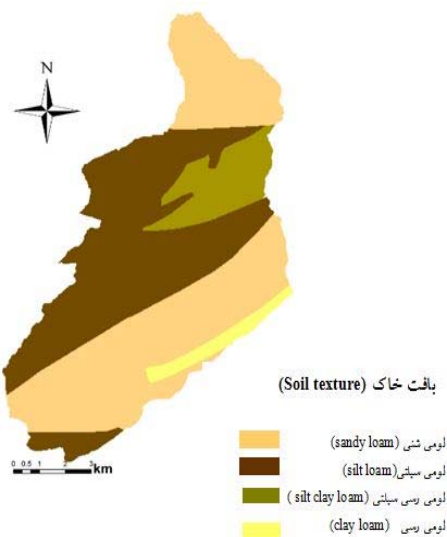 N
بافت خاک (Soil texture)
لومی شنی (sandy loam)
لومی سیلتی(silt loam)
لومی رسی سیلتی (silt clay loam )
لومی رسی (clay loam)
0 0.5 1 2 3 km